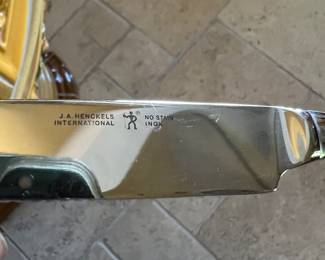 J.A. HENCKELS
INTERNATIONAL
NO STAIN
INOX